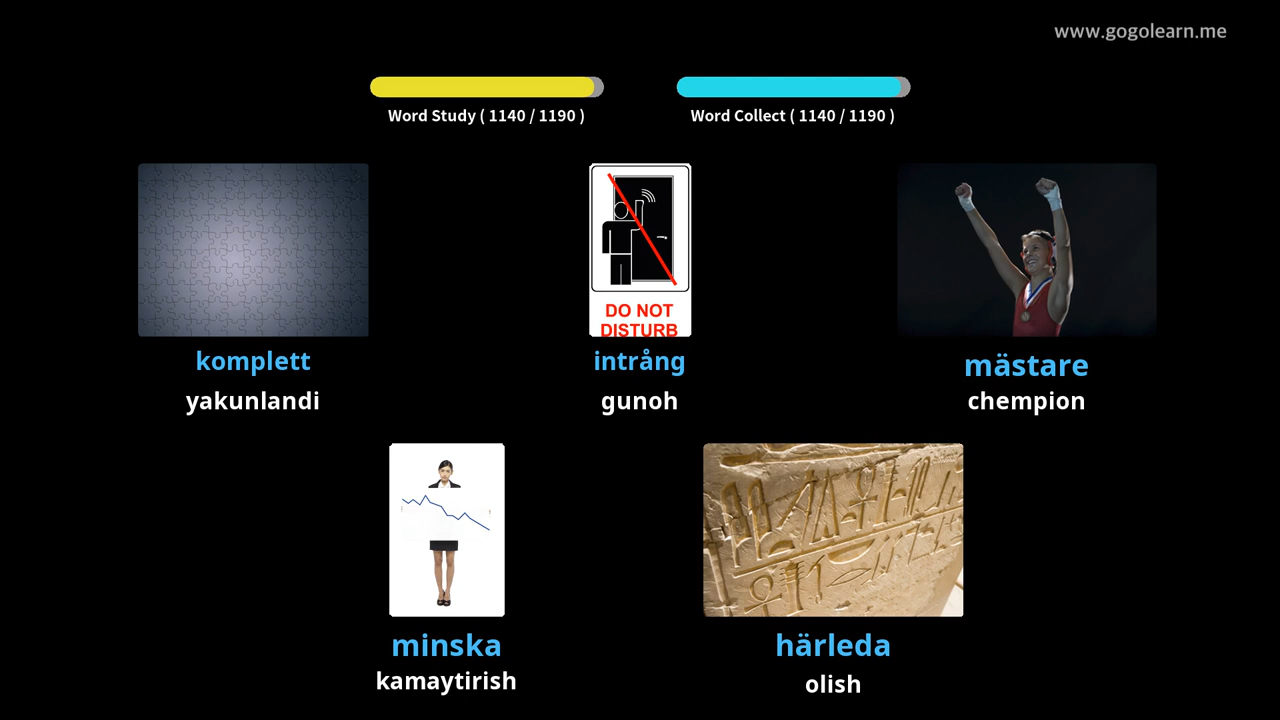 www.gogolearn.me
Word Study ( 1140 / 1190 )
Word Collect ( 1140 / 1190 )
DO NOT
DISTURB
komplett
yakunlandi
intrång
gunoh
mästare
chempion
minska
kamaytirish
härleda
olish